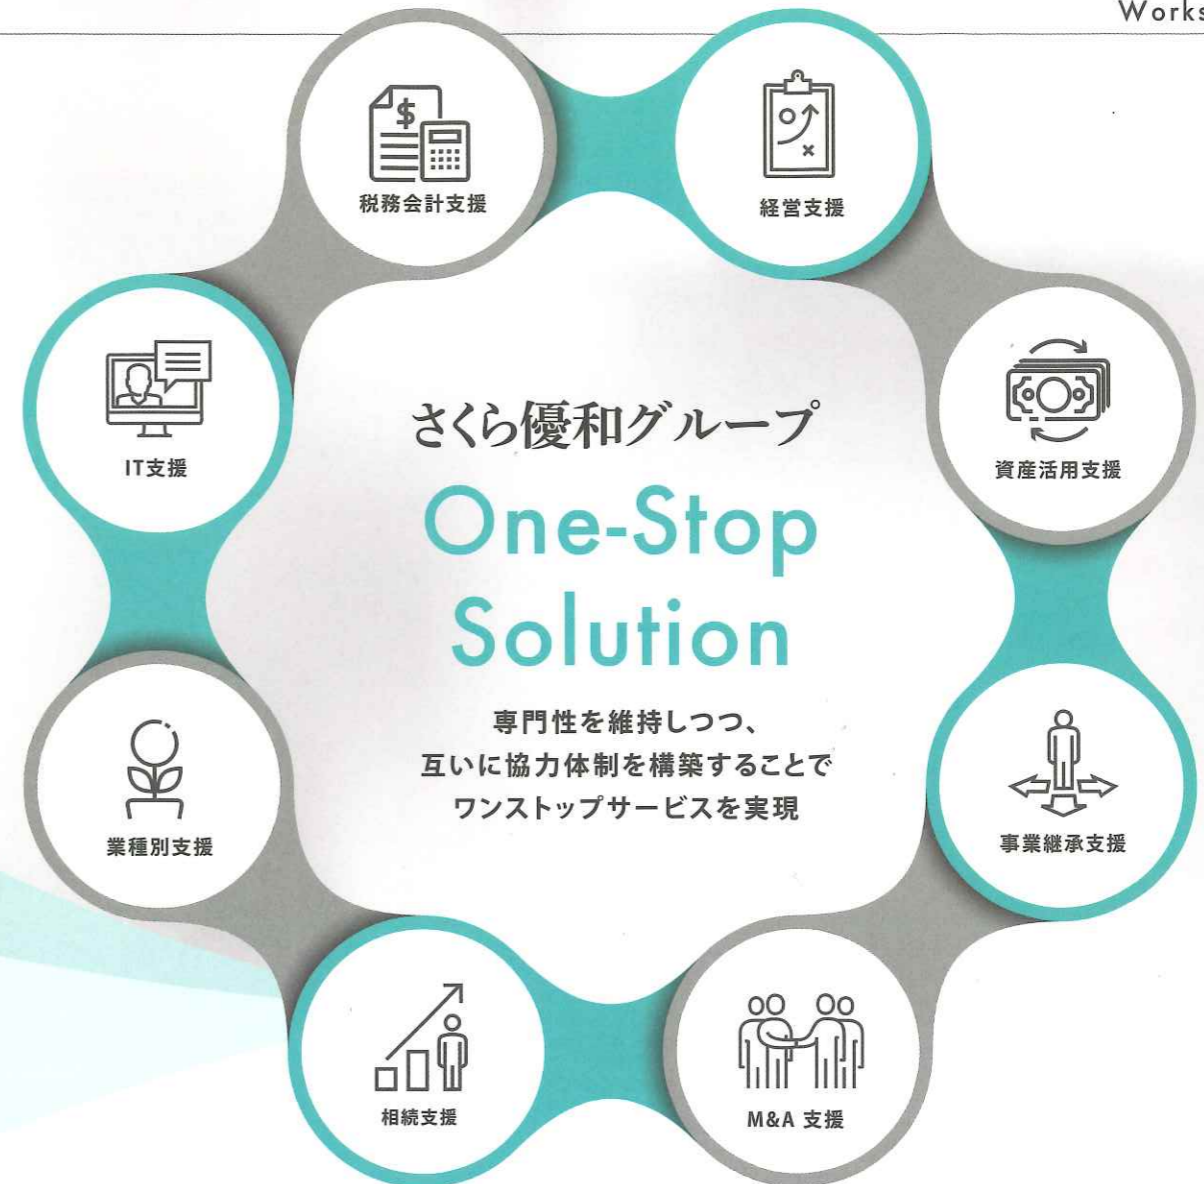 Works
税務会計支援
経営支援
IT支援
資産活用支援
さくら優和グループ
One-Stop
Solution
専門性を維持しつつ、
互いに協力体制を構築することで
ワンストップサービスを実現
業種別支援
事業継承支援
相続支援
M&A 支援